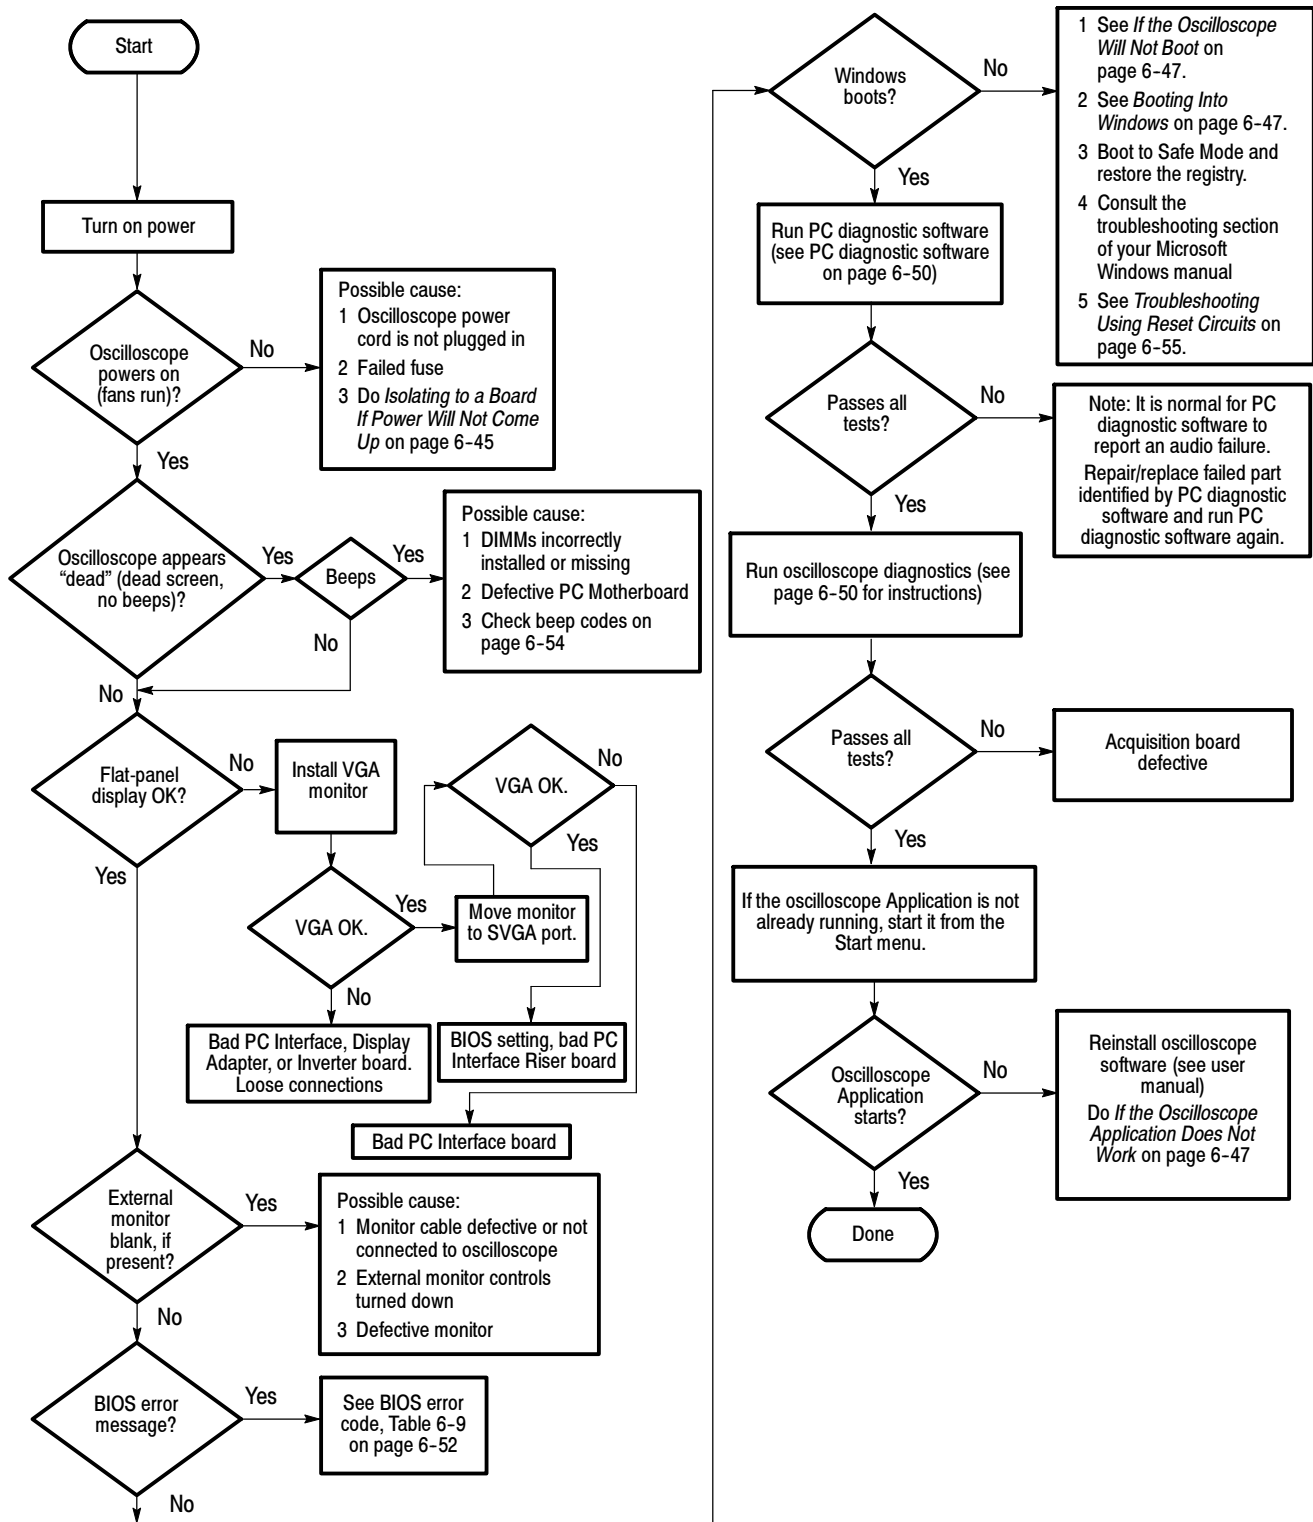 Start
Turn on power
Oscilloscope
powers on
(fans run)?
No
Yes
Possible cause:
1 Oscilloscope power
cord is not plugged in
2 Failed fuse
3 Do Isolating to a Board
If Power Will Not Come
Up on page 6-45
Oscilloscope appears
“dead” (dead screen,
no beeps)?
Yes
No
Beeps
Yes
No
Possible cause:
1 DIMMs incorrectly
installed or missing
2 Defective PC Motherboard
3 Check beep codes on
page 6-54
Flat-panel
display OK?
No
Yes
Install VGA
monitor
VGA OK.
Yes
No
Move monitor
to SVGA port.
VGA OK.
No
Yes
Bad PC Interface, Display
Adapter, or Inverter board.
Loose connections
BIOS setting, bad PC
Interface Riser board
Bad PC Interface board
External
monitor
blank, if
present?
Yes
No
Possible cause:
1 Monitor cable defective or not
connected to oscilloscope
2 External monitor controls
turned down
3 Defective monitor
BIOS error
message?
Yes
No
See BIOS error
code, Table 6-9
on page 6-52
Windows
boots?
No
Yes
1 See If the Oscilloscope
Will Not Boot on
page 6-47.
2 See Booting Into
Windows on page 6-47.
3 Boot to Safe Mode and
restore the registry.
4 Consult the
troubleshooting section
of your Microsoft
Windows manual
5 See Troubleshooting
Using Reset Circuits on
page 6-55.
Run PC diagnostic software
(see PC diagnostic software
on page 6-50)
Passes all
tests?
No
Yes
Note: It is normal for PC
diagnostic software to
report an audio failure.
Repair/replace failed part
identified by PC diagnostic
software and run PC
diagnostic software again.
Run oscilloscope diagnostics (see
page 6-50 for instructions)
Passes all
tests?
No
Yes
Acquisition board
defective
If the oscilloscope Application is not
already running, start it from the
Start menu.
Oscilloscope
Application
starts?
No
Yes
Reinstall oscilloscope
software (see user
manual)
Do If the Oscilloscope
Application Does Not
Work on page 6-47
Done